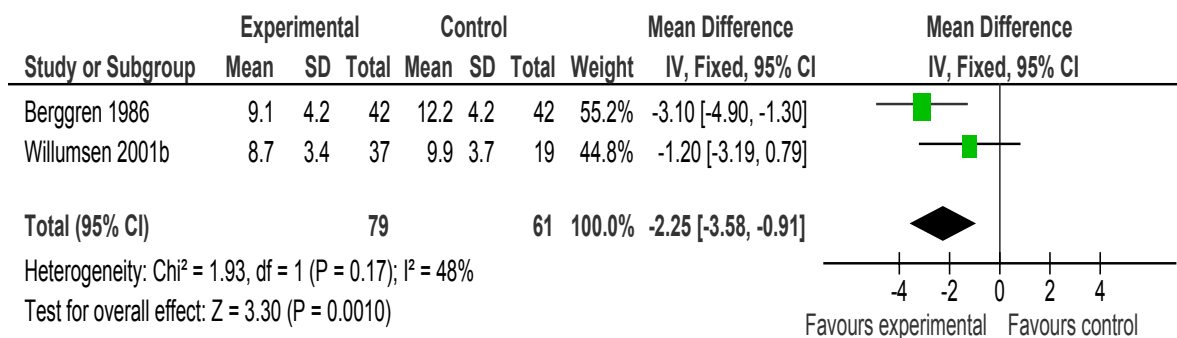 Experimental Control Mean Difference Mean Difference
Study or Subgroup Mean SD Total Mean SD Total Weight IV, Fixed, 95% CI IV, Fixed, 95% CI
Berggren 1986 9.1 4.2 42 12.2 4.2 42 55.2% -3.10 [-4.90, -1.30]
Willumsen 2001b 8.7 3.4 37 9.9 3.7 19 44.8% -1.20 [-3.19, 0.79]
Total (95% CI) 79 61 100.0% -2.25 [-3.58, -0.91]
Heterogeneity: Chi² = 1.93, df = 1 (P = 0.17); I² = 48%
Test for overall effect: Z = 3.30 (P = 0.0010)
-4 -2 0 2 4
Favours experimental Favours control